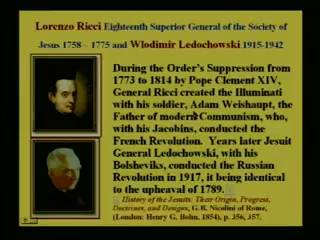 Lorenzo Ricci Eighteenth Superior General of the Society of
Jesus 1758 – 1775 and Wlodimir Ledochowski 1915-1942
During the Order's Suppression from
1773 to 1814 by Pope Clement XIV,
General Ricci created the Illuminati
with his soldier, Adam Weishaupt, the
Father of modern Communism, who,
with his Jacobins, conducted the
French Revolution. Years later Jesuit
General Ledochowski, with his
Bolsheviks, conducted the Russian
Revolution in 1917, it being identical
to the upheaval of 1789.
History of the Jesuits: Their Origin, Progress,
Doctrines, and Designs, G.B. Nicolini of Rome,
(London: Henry G. Bohn, 1854), p. 356, 357.